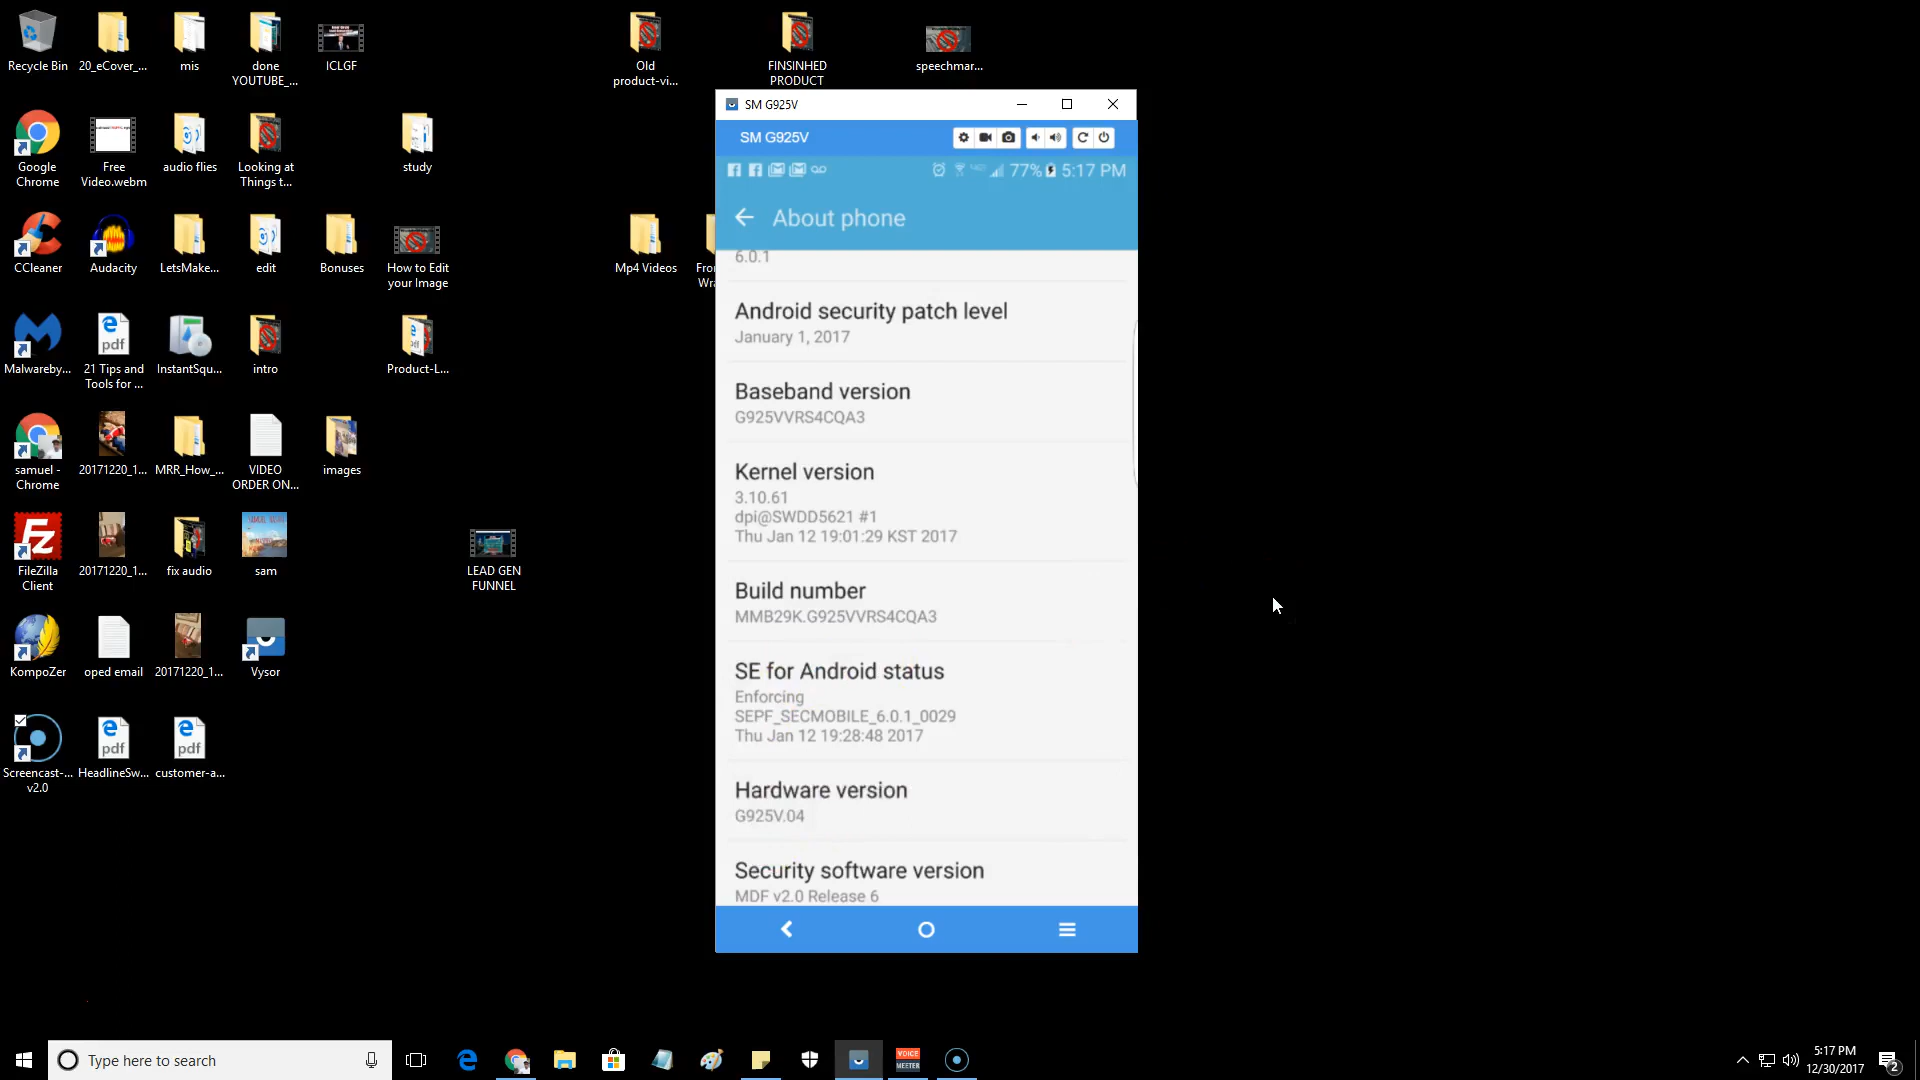 Recycle Bin
20_eCover_...
mis
done
YOUTUBE_...
ICLGF
Old
product-vi...
FINSINHED
PRODUCT
speechmar...
Google
Chrome
Free
Video.webm
audio flies
Looking at
Things t...
study
CCleaner
Audacity
LetsMake...
edit
Bonuses
How to Edit
your Image
Mp4 Videos
Malwareby...
pdf
21 Tips and
Tools for ...
InstantSqu...
intro
Product-L...
samuel -
Chrome
20171220_1...
MRR_How_...
VIDEO
ORDER ON...
images
FileZilla
Client
20171220_1...
fix audio
sam
LEAD GEN
FUNNEL
KompoZer
oped email
20171220_1...
Vysor
Screencast-...
v2.0
pdf
HeadlineSw...
pdf
customer-a...
SM G925V
SM G925V
77% 5:17 PM
About phone
6.0.1
Android security patch level
January 1, 2017
Baseband version
G925VVRS4CQA3
Kernel version
3.10.61
dpi@SWDD5621 #1
Thu Jan 12 19:01:29 KST 2017
Build number
MMB29K.G925VVRS4CQA3
SE for Android status
Enforcing
SEPF_SECMOBILE_6.0.1_0029
Thu Jan 12 19:28:48 2017
Hardware version
G925V.04
Security software version
MDF v2.0 Release 6
Type here to search
VOICE
MEETER
5:17 PM
12/30/2017
2